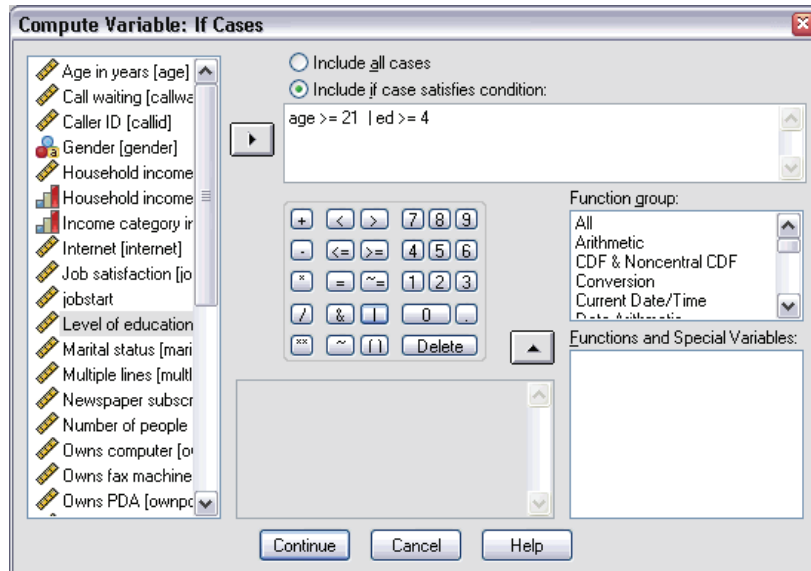 Compute Variable: If Cases
Age in years [age]
Call waiting [callwa
Caller ID [callid]
Gender [gender]
Household income
Household income
Income category ir
Internet [internet]
Job satisfaction [jo
jobstart
Level of education
Marital status [mari
Multiple lines [multl
Newspaper subscr
Number of people
Owns computer [o
Owns fax machine
Owns PDA [ownpc
Include all cases
Include if case satisfies condition:
age >= 21 | ed >= 4
+ < > 7 8 9
- <= >= 4 5 6
* = ~= 1 2 3
/ & | 0 .
** ~ () Delete
Function group:
All
Arithmetic
CDF & Noncentral CDF
Conversion
Current Date/Time
Date Arithmetic
Functions and Special Variables:
Continue Cancel Help